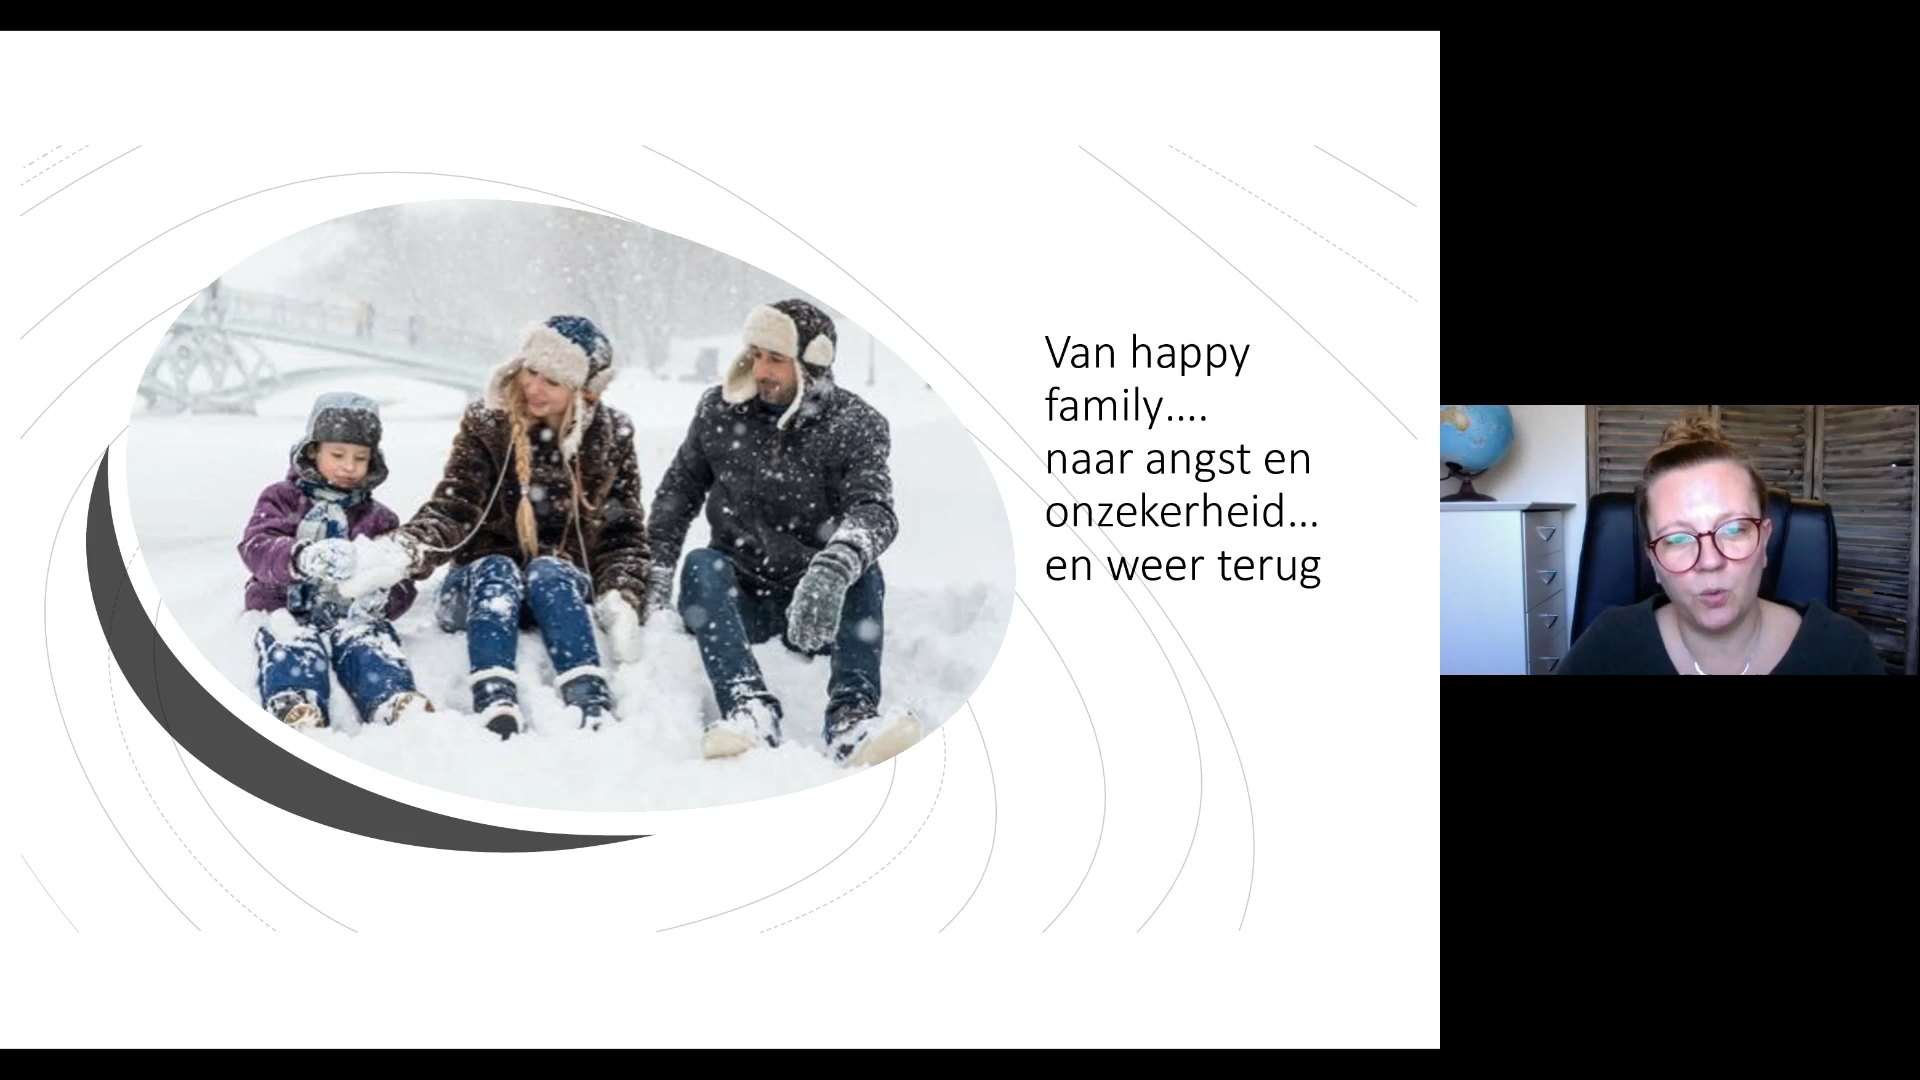 Van happy
family....
naar angst en
onzekerheid...
en weer terug